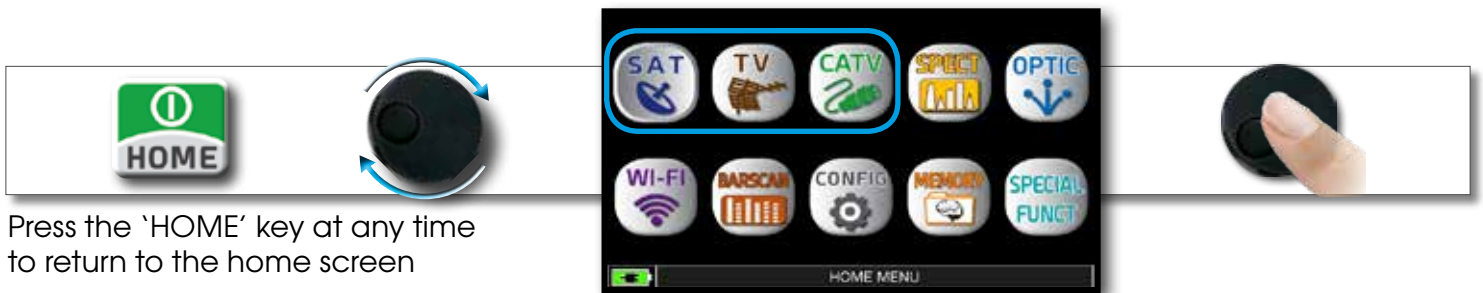 HOME
SAT TV CATV SPECT OPTIC
WI-FI BARSCAN CONFIG MEMORY SPECIAL FUNCT
HOME MENU
Press the ‘HOME’ key at any time
to return to the home screen